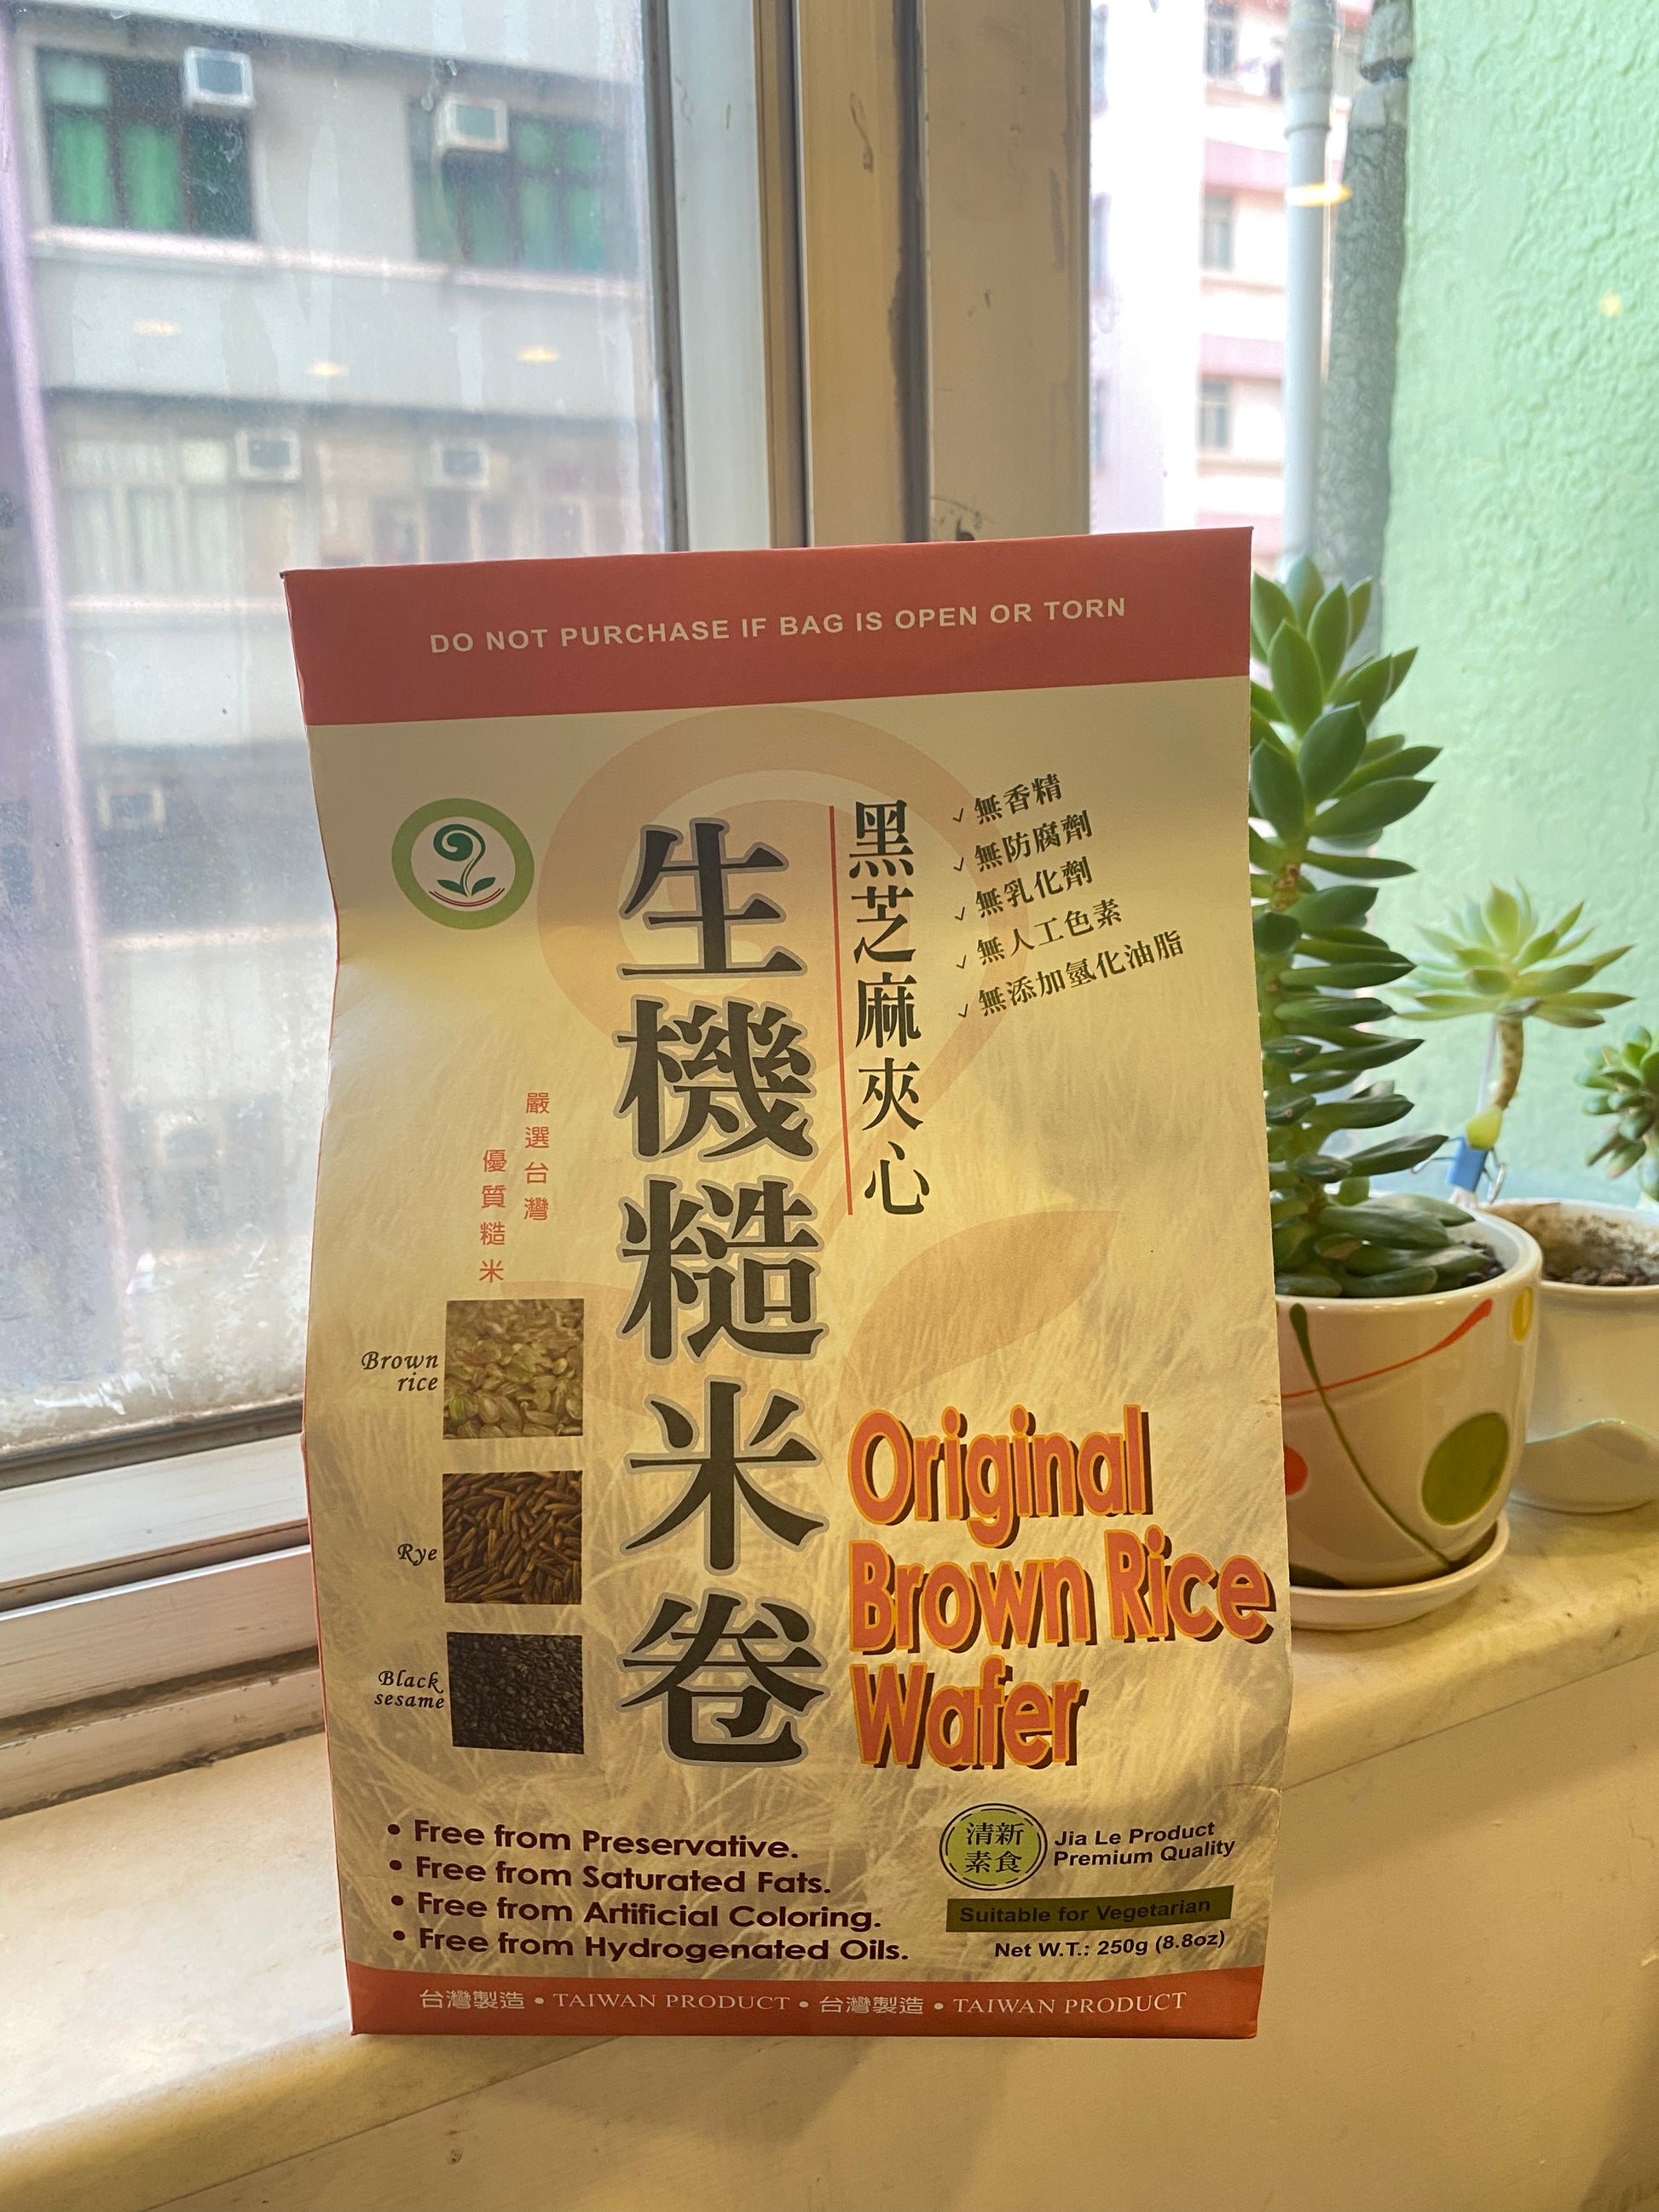 DO NOT PURCHASE IF BAG IS OPEN OR TORN
生機糙米卷
黑芝麻夾心
✓無香精
✓無防腐劑
✓無乳化劑
✓無人工色素
✓無添加氫化油脂
嚴選台灣
優質糙米
Brown
rice
Rye
Black
sesame
Original
Brown Rice
Wafer
• Free from Preservative.
• Free from Saturated Fats.
• Free from Artificial Coloring.
• Free from Hydrogenated Oils.
清新
素食
Jia Le Product
Premium Quality
Suitable for Vegetarian
Net W.T.: 250g (8.8oz)
台灣製造 • TAIWAN PRODUCT • 台灣製造 • TAIWAN PRODUCT